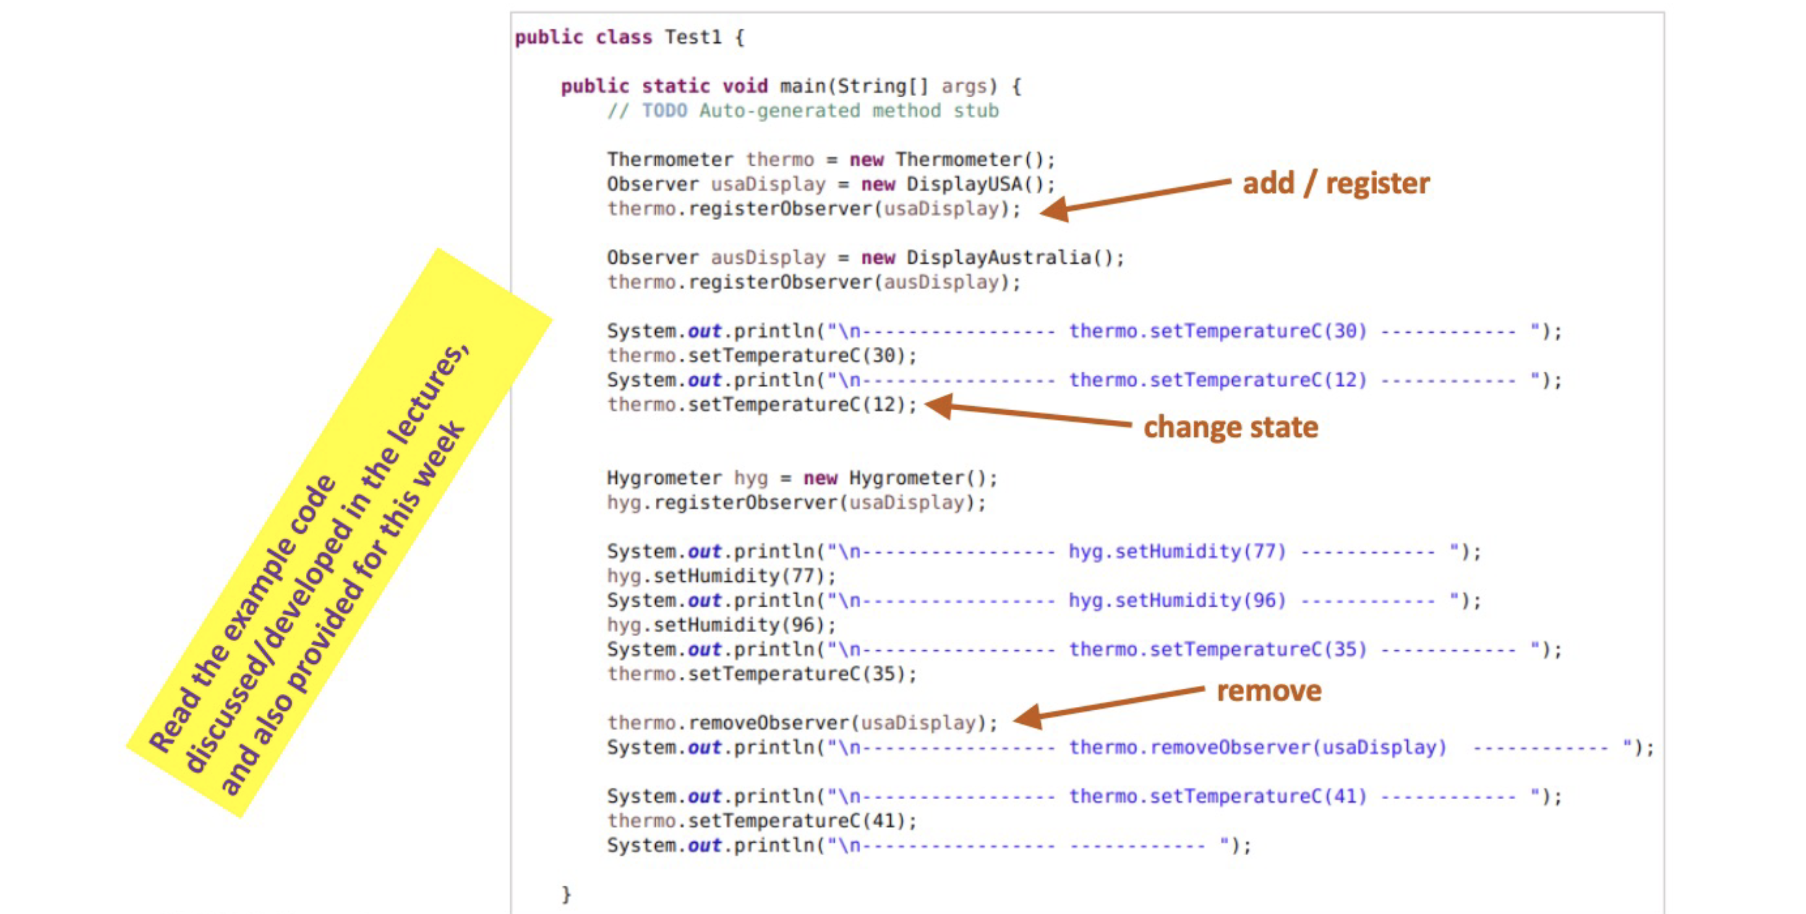 public class Test1 {
public static void main(String[] args) {
// TODO Auto-generated method stub
Thermometer thermo = new Thermometer();
Observer usaDisplay = new DisplayUSA();
thermo.registerObserver(usaDisplay);
add / register
Observer ausDisplay = new DisplayAustralia();
thermo.registerObserver(ausDisplay);
System.out.println("\n----------------- thermo.setTemperatureC(30) ------------ ");
thermo.setTemperatureC(30);
System.out.println("\n----------------- thermo.setTemperatureC(12) ------------ ");
thermo.setTemperatureC(12);
change state
Hygrometer hyg = new Hygrometer();
hyg.registerObserver(usaDisplay);
System.out.println("\n----------------- hyg.setHumidity(77) ------------ ");
hyg.setHumidity(77);
System.out.println("\n----------------- hyg.setHumidity(96) ------------ ");
hyg.setHumidity(96);
System.out.println("\n----------------- thermo.setTemperatureC(35) ------------ ");
thermo.setTemperatureC(35);
remove
thermo.removeObserver(usaDisplay);
System.out.println("\n----------------- thermo.removeObserver(usaDisplay)  ------------ ");
System.out.println("\n----------------- thermo.setTemperatureC(41) ------------ ");
thermo.setTemperatureC(41);
System.out.println("\n----------------- ------------ ");
}
Read the example code
discussed/developed in the lectures,
and also provided for this week